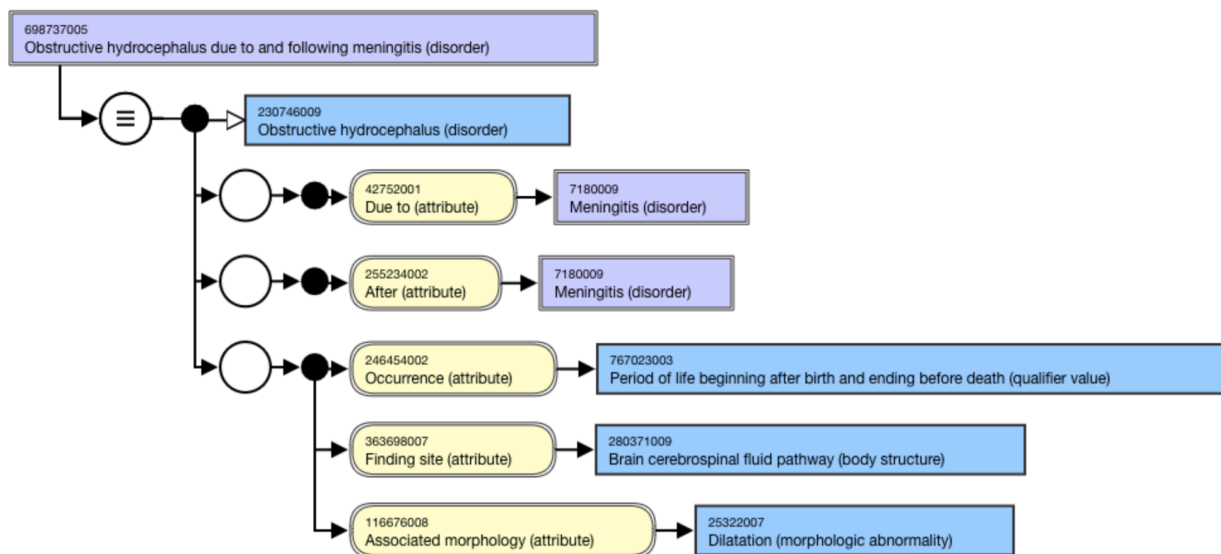 698737005
Obstructive hydrocephalus due to and following meningitis (disorder)
230746009
Obstructive hydrocephalus (disorder)
42752001
Due to (attribute)
7180009
Meningitis (disorder)
255234002
After (attribute)
7180009
Meningitis (disorder)
246454002
Occurrence (attribute)
767023003
Period of life beginning after birth and ending before death (qualifier value)
363698007
Finding site (attribute)
280371009
Brain cerebrospinal fluid pathway (body structure)
116676008
Associated morphology (attribute)
25322007
Dilatation (morphologic abnormality)